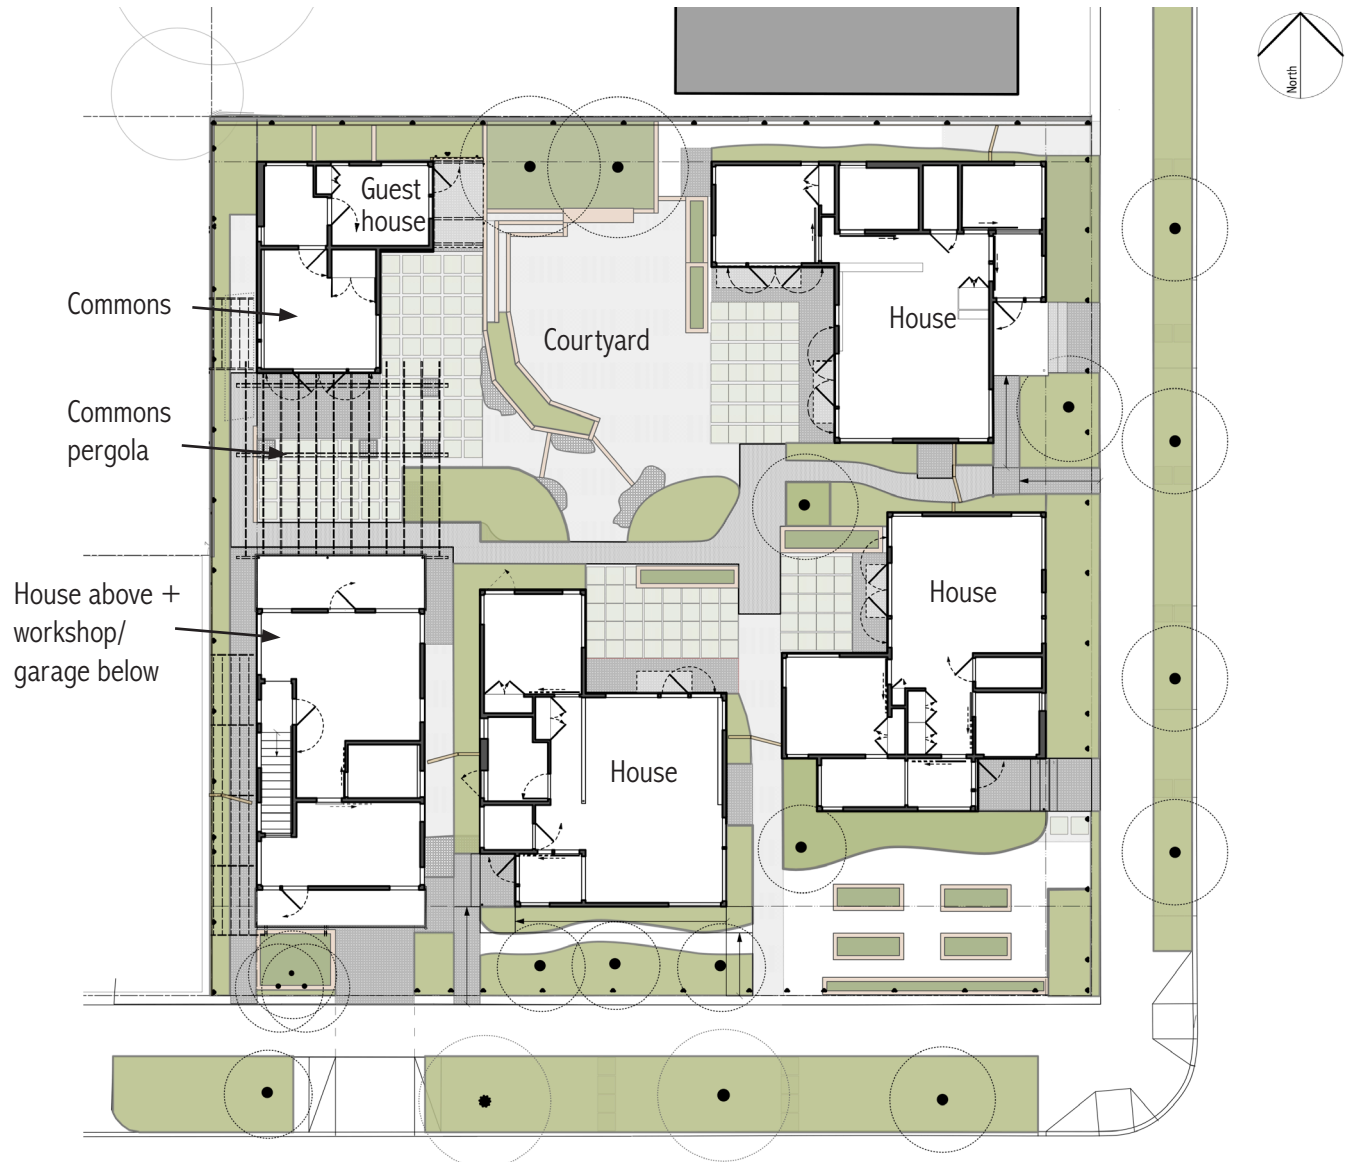 North
Guest
house
Commons
Courtyard
House
Commons
pergola
House above +
workshop/
garage below
House
House